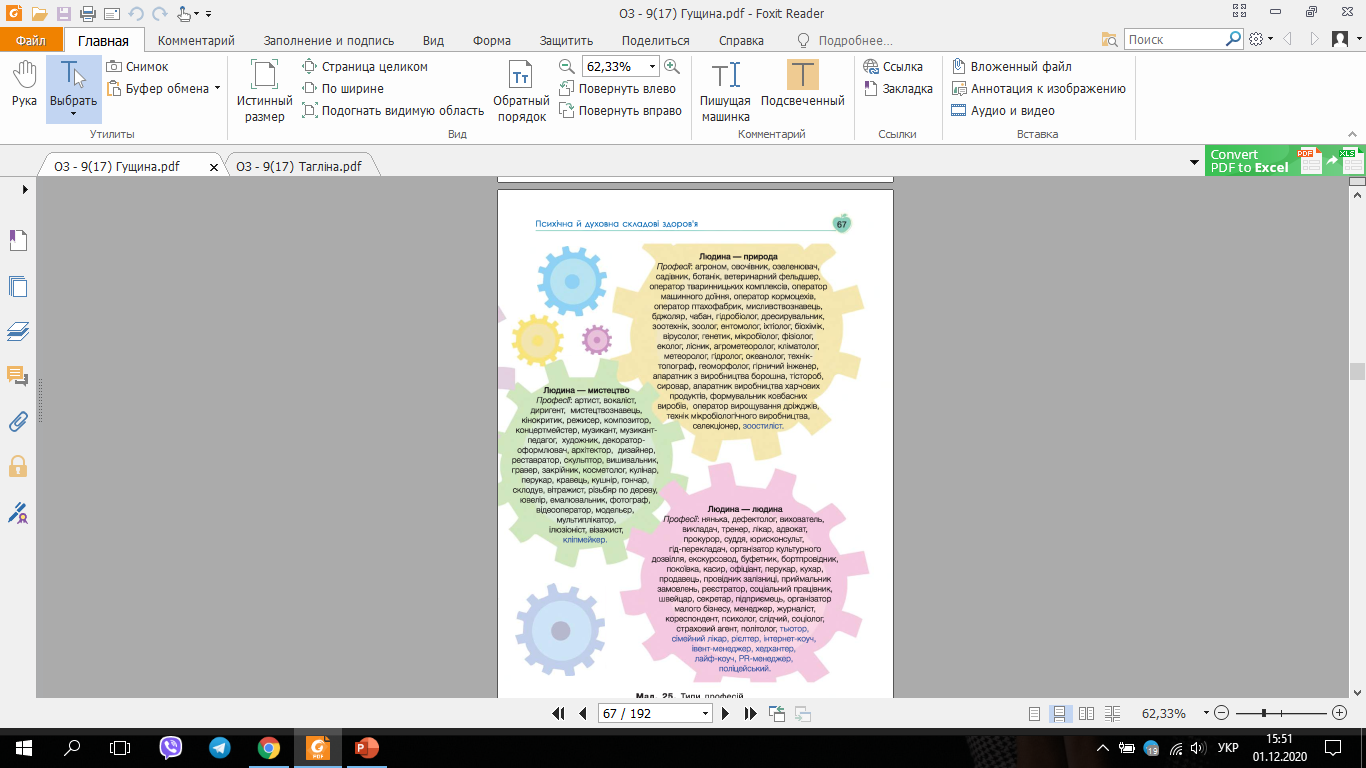 ОЗ - 9(17) Гущина.pdf - Foxit Reader
Файл
Главная
Комментарий
Заполнение и подпись
Вид
Форма
Защитить
Поделиться
Справка
Подробнее...
Поиск
Рука
Выбрать
Снимок
Буфер обмена
Утилиты
Истинный размер
Страница целиком
По ширине
Подогнать видимую область
Обратный порядок
62,33%
Повернуть влево
Повернуть вправо
Вид
Пишущая машинка
Подсвеченный
Комментарий
Ссылка
Закладка
Ссылки
Вложенный файл
Аннотация к изображению
Аудио и видео
Вставка
ОЗ - 9(17) Гущина.pdf
ОЗ - 9(17) Тагліна.pdf
Convert
PDF to Excel
PDF
XLS
Психічна й духовна складові здоров'я
67
Людина — природа
Професії: агроном, овочівник, озеленювач,
садівник, ботанік, ветеринарний фельдшер,
оператор тваринницьких комплексів, оператор
машинного доїння, оператор кормоцехів,
оператор птахофабрик, мисливствознавець,
бджоляр, чабан, гідробіолог, дресирувальник,
зоотехнік, зоолог, ентомолог, іхтіолог, біохімік,
вірусолог, генетик, мікробіолог, фізіолог,
еколог, лісник, агрометеоролог, кліматолог,
метеоролог, гідролог, океанолог, технік-
топограф, геоморфолог, гірничий інженер,
апаратник з виробництва борошна, тістороб,
сировар, апаратник виробництва харчових
продуктів, формувальник ковбасних
виробів, оператор вирощування дріжджів,
технік мікробіологічного виробництва,
селекціонер, зоостиліст.
Людина — мистецтво
Професії: артист, вокаліст,
диригент, мистецтвознавець,
кінокритик, режисер, композитор,
концертмейстер, музикант, музикант-
педагог, художник, декоратор-
оформлювач, архітектор, дизайнер,
реставратор, скульптор, вишивальник,
гравер, закрійник, косметолог, кулінар,
перукар, кравець, кушнір, гончар,
склодув, вітражист, різьбяр по дереву,
ювелір, емалювальник, фотограф,
відеооператор, модельєр,
мультиплікатор,
ілюзіоніст, візажист,
кліпмейкер.
Людина — людина
Професії: нянька, дефектолог, вихователь,
викладач, тренер, лікар, адвокат,
прокурор, суддя, юрисконсульт,
гід-перекладач, організатор культурного
дозвілля, екскурсовод, буфетник, бортпровідник,
покоївка, касир, офіціант, перукар, кухар,
продавець, провідник залізниці, приймальник
замовлень, реєстратор, соціальний працівник,
швейцар, секретар, підприємець, організатор
малого бізнесу, менеджер, журналіст,
кореспондент, психолог, слідчий, соціолог,
страховий агент, політолог, тьютор,
сімейний лікар, рієлтер, інтернет-коуч,
івент-менеджер, хедхантер,
лайф-коуч, PR-менеджер,
поліцейський.
Мал. 25. Типи професій
67 / 192
62,33%
19
УКР
15:51
01.12.2020